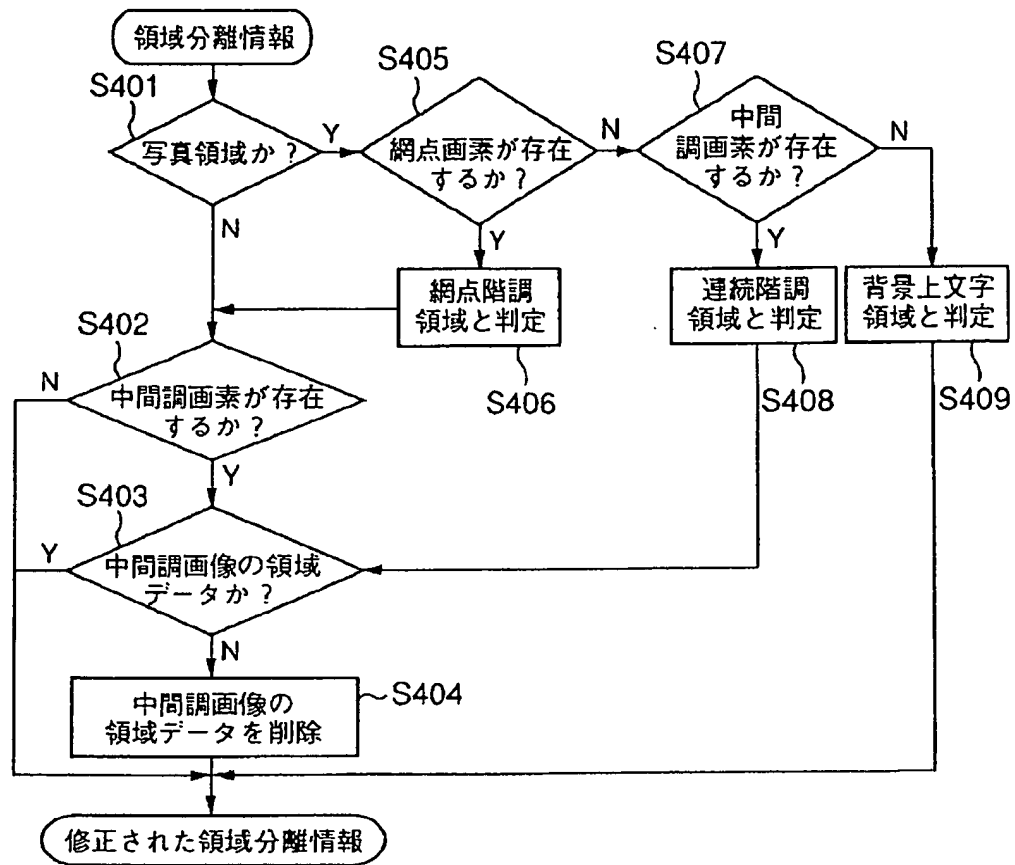 領域分離情報
S401
写真領域か？
Y
N
S405
網点画素が存在
するか？
N
Y
S407
中間
調画素が存在
するか？
N
Y
網点階調
領域と判定
S406
連続階調
領域と判定
S408
背景上文字
領域と判定
S409
S402
中間調画素が存在
するか？
N
Y
S403
中間調画像の領域
データか？
Y
N
中間調画像の
領域データを削除
S404
修正された領域分離情報